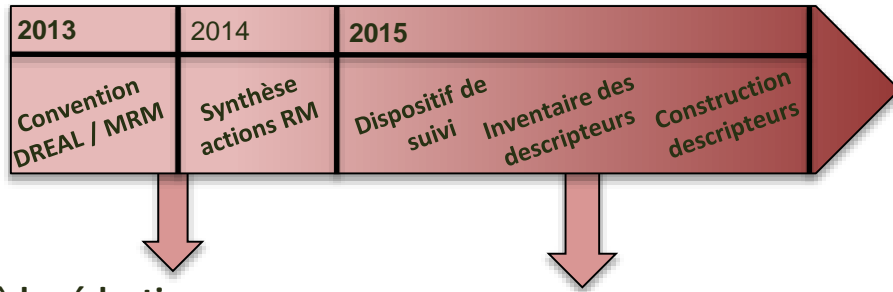 2013
2014
2015
Convention
DREAL / MRM
Synthèse
actions RM
Dispositif de
suivi
Inventaire des
descripteurs
Construction
descripteurs